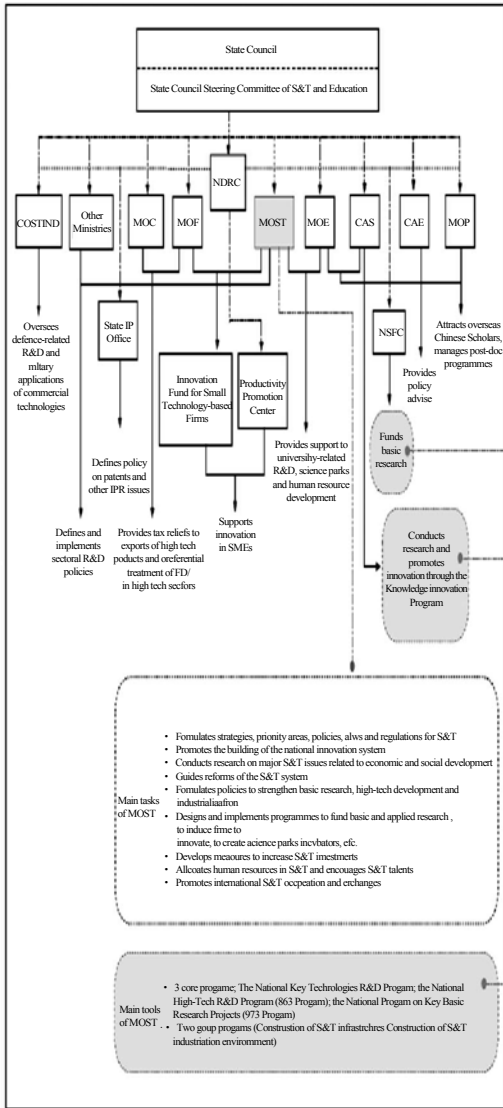 State Council
State Council Steering Committee of S&T and Education
NDRC
COSTIND
Other
Ministries
MOC
MOF
MOST
MOE
CAS
CAE
MOP
Oversees
defence-related
R&D and
mltary
applications
of commercial
technologies
State IP
Office
Innovation
Fund for Small
Technology-based
Firms
Productivity
Promotion
Center
NSFC
Attracts overseas
Chinese Scholars,
manages post-doc
programmes
Provides
policy
advise
Funds
basic
research
Defines policy
on patents and
other IPR issues
Provides support to
universihy-related
R&D, science parks
and human resource
development
Defines and
implements
sectoral R&D
policies
Provides tax reliefs to
exports of high tech
poducts and oreferential
treatment of FD/
in high tech secfors
Supports
innovation
in SMEs
Conducts
research and
promotes
innovation through the
Knowledge innovation
Program
Main tasks
of MOST
• Fomulates strategies, priority areas, policies, alws and regulations for S&T
• Promotes the building of the national innovation system
• Conducts research on major S&T issues related to economic and social developmert
• Guides reforms of the S&T system
• Fomulates policies to strengthen basic research, high-tech development and
industrialiaafron
• Designs and implements programmes to fund basic and applied research ,
to induce firme to
innovate, to create acience parks incvbators, efc.
• Develops meaoures to increase S&T imestmerts
• Allcoates human resources in S&T and encouages S&T talents
• Promotes international S&T occpeation and erchanges
Main tools
of MOST
• 3 core progame; The National Key Technologies R&D Progam; the National
High-Tech R&D Program (863 Progam); the National Progam on Key Basic
Research Projects (973 Progam)
• Two goup progams (Construstion of S&T infrastrchres Construction of S&T
industriation enviromment)